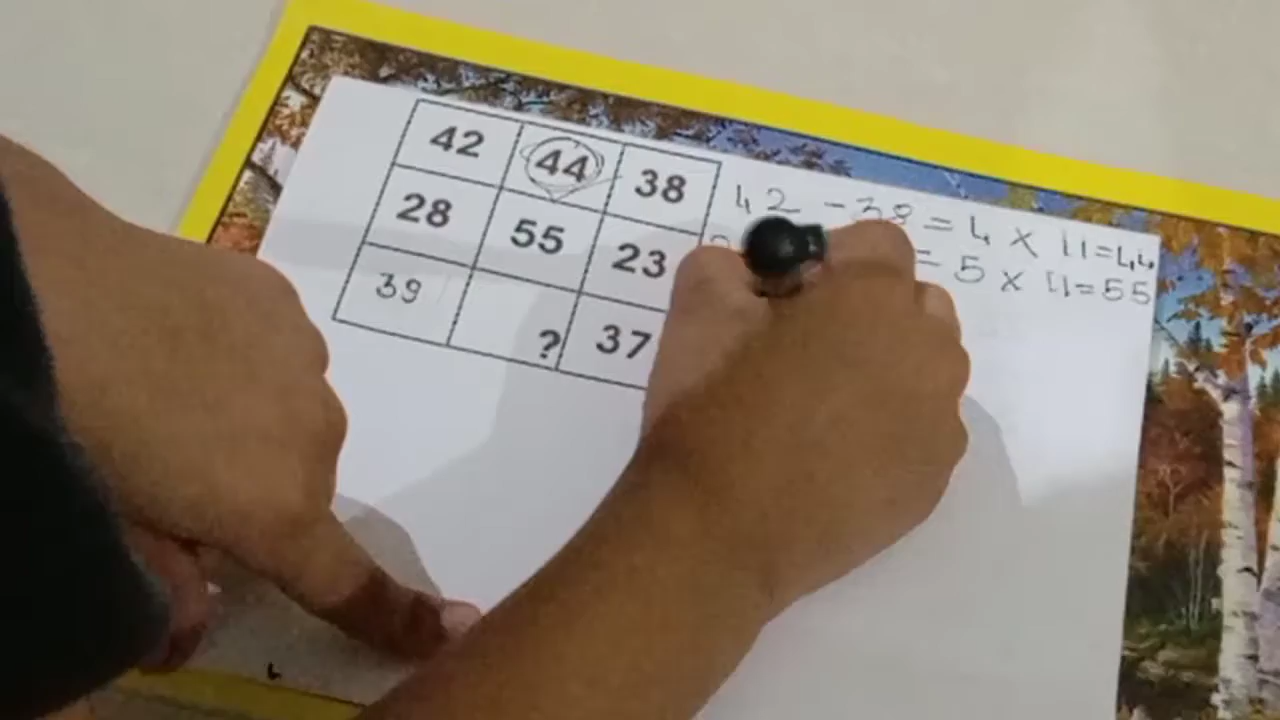 42 44 38
28 55 23
39 ? 37
42 - 38 = 4 × 11 = 44
= 5 × 11 = 55